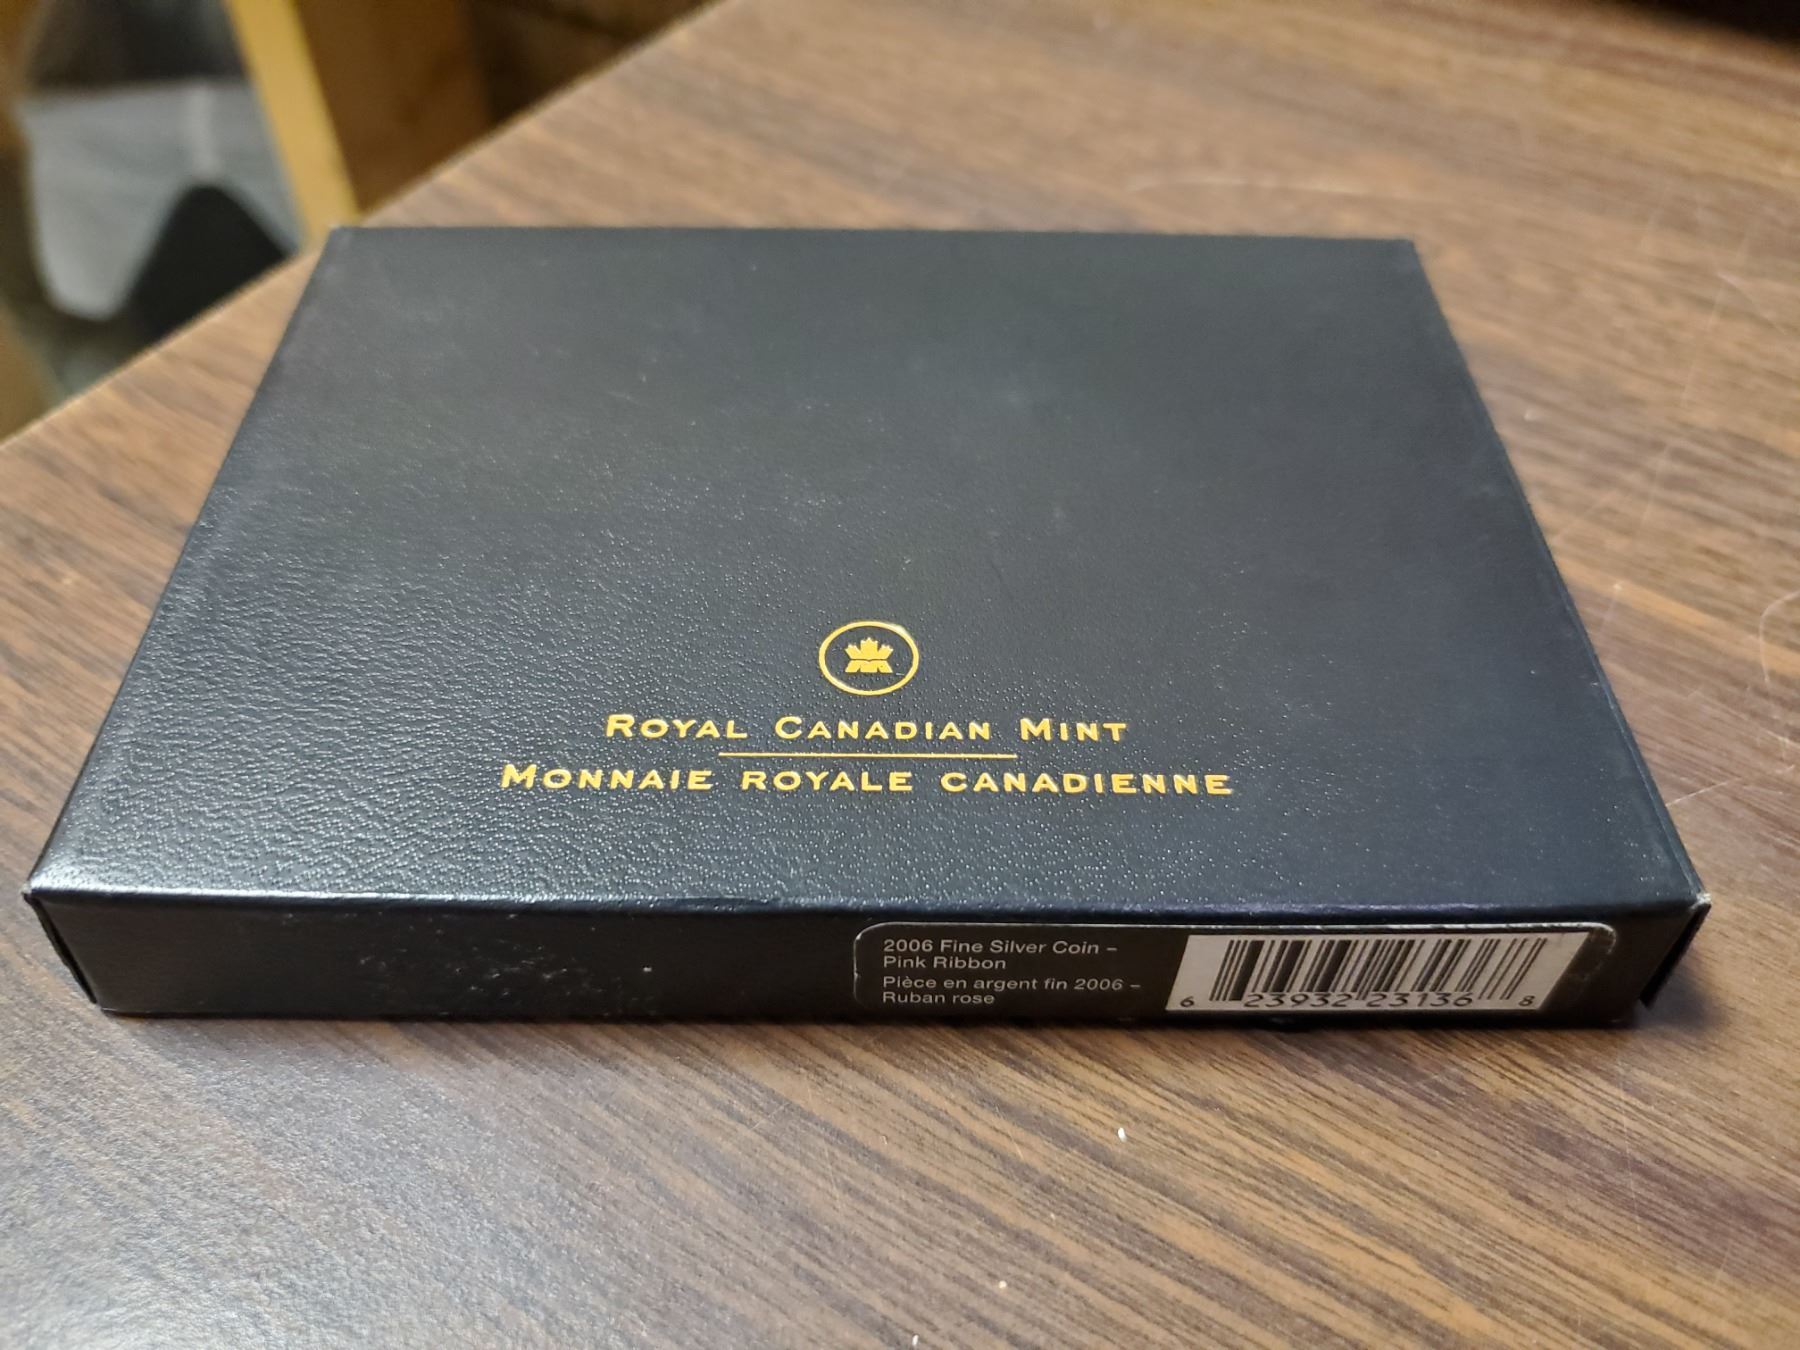 ROYAL CANADIAN MINT
MONNAIE ROYALE CANADIENNE
2006 Fine Silver Coin –
Pink Ribbon
Pièce en argent fin 2006 –
Ruban rose
6 23932 23136 8